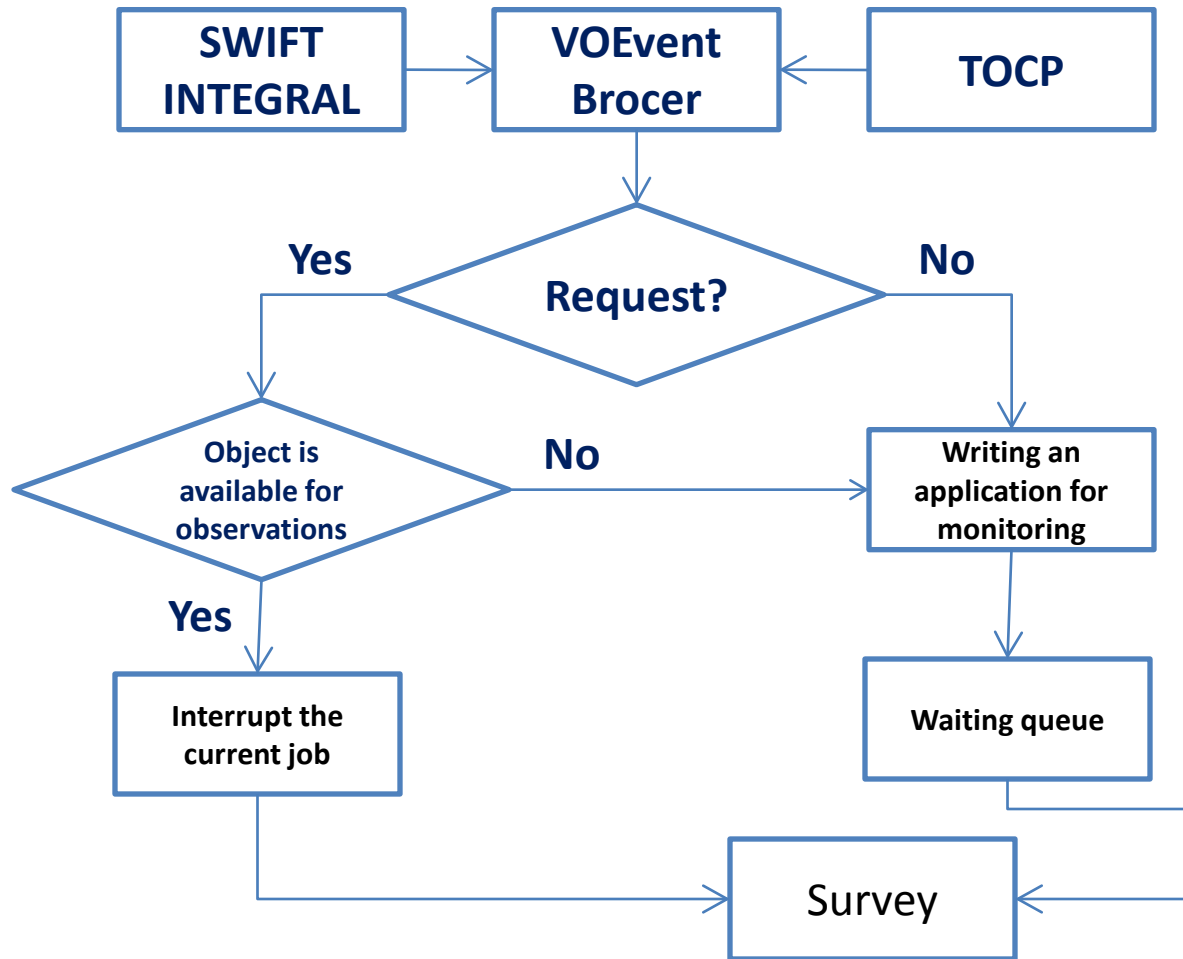 SWIFT
INTEGRAL
VOEvent
Brocer
TOCP
Yes
No
Request?
Object is
available for
observations
No
Writing an
application for
monitoring
Yes
Interrupt the
current job
Waiting queue
Survey